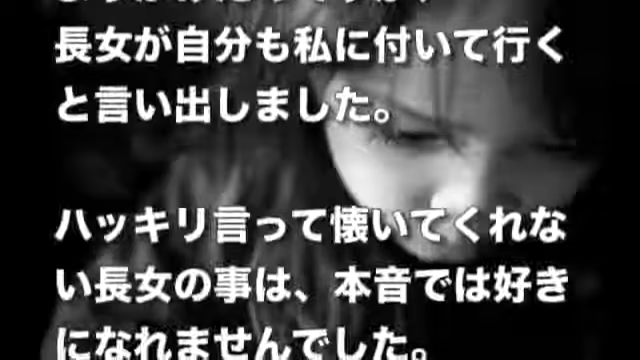 長女が自分も私に付いて行く
と言い出しました。
ハッキリ言って懐いてくれな
い長女の事は、本音では好き
になれませんでした。